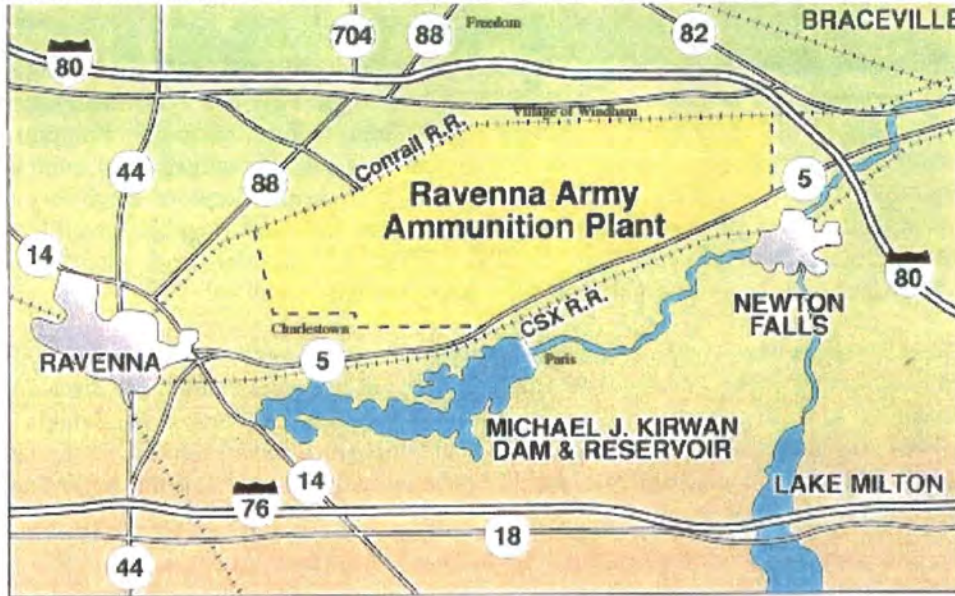 BRACEVILLE
Freedom
704
88
82
80
Village of Windham
Conrail R.R.
44
88
5
Ravenna Army
Ammunition Plant
14
80
CSX R.R.
NEWTON
FALLS
Charlestown
RAVENNA
5
Paris
MICHAEL J. KIRWAN
DAM & RESERVOIR
14
76
LAKE MILTON
18
44